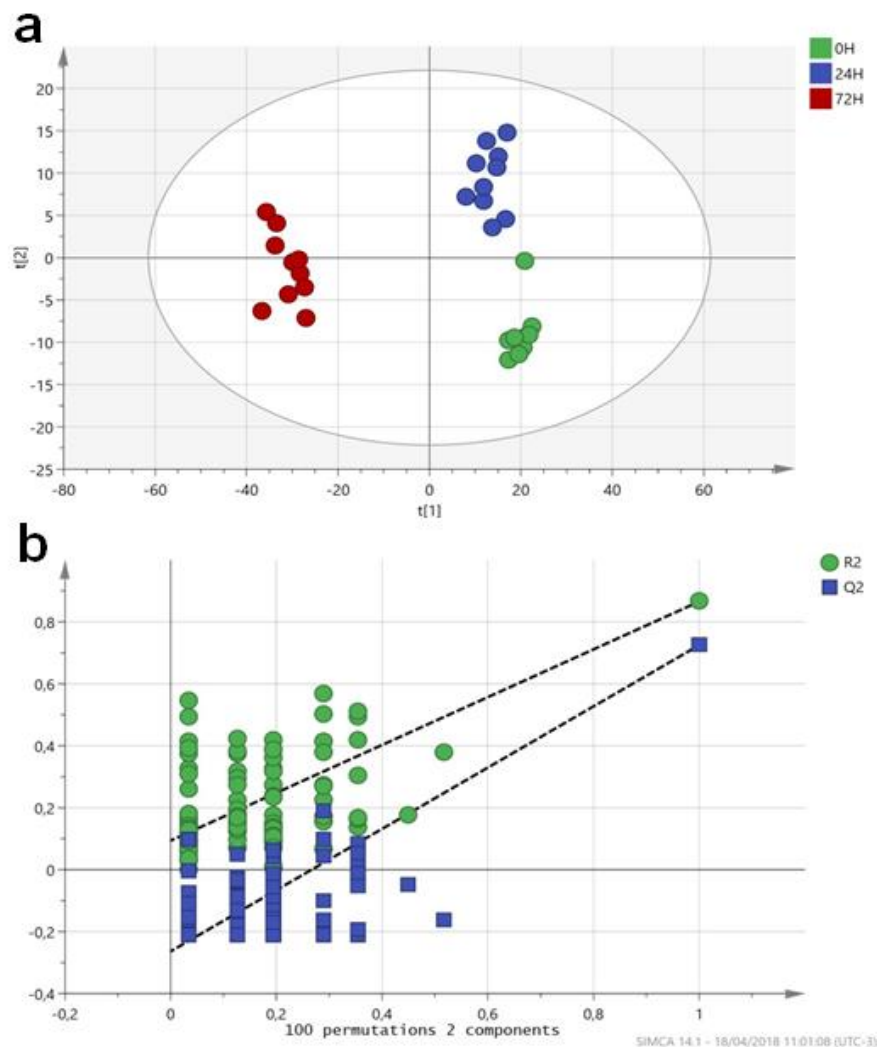 a
0H
24H
72H
20
15
10
5
0
-5
-10
-15
-20
-25
t[2]
-80 -60 -40 -20 0 20 40 60
t[1]
b
R2
Q2
0,8
0,6
0,4
0,2
0
-0,2
-0,4
-0,2 0 0,2 0,4 0,6 0,8 1
100 permutations 2 components
SIMCA 14.1 - 18/04/2018 11:01:08 (UTC-3)